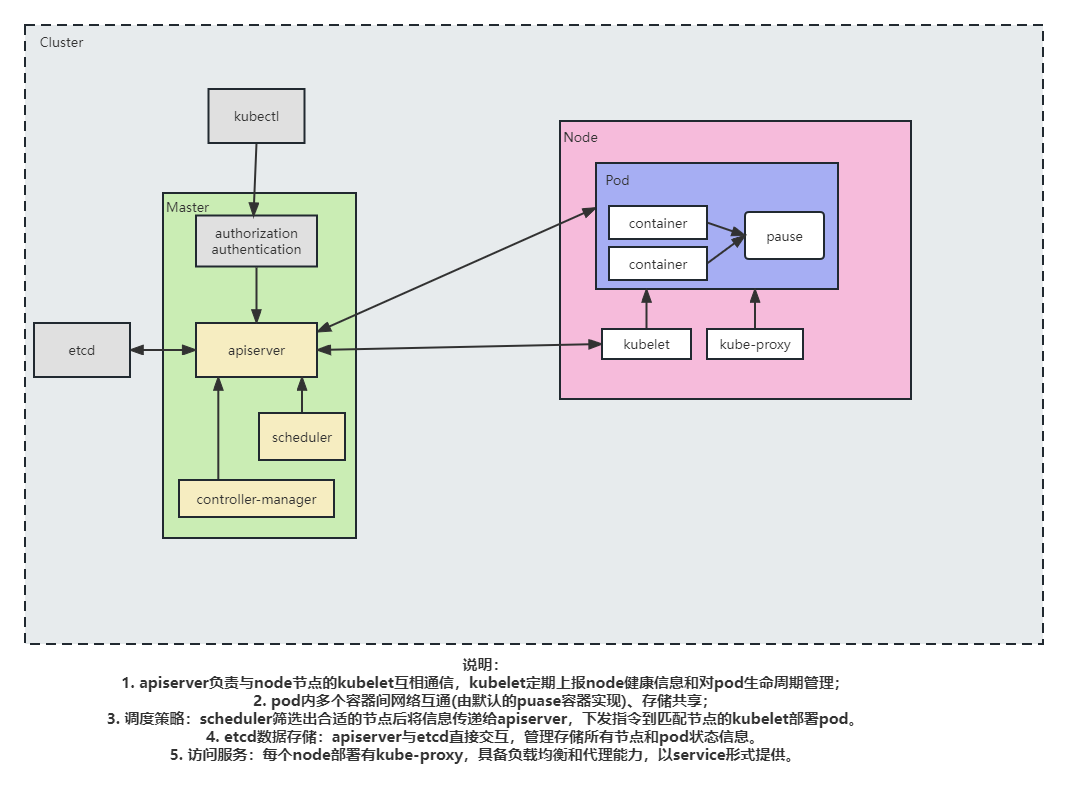 Cluster
kubectl
Node
Pod
container
pause
container
Master
authorization
authentication
etcd
apiserver
kubelet
kube-proxy
scheduler
controller-manager
说明：
1. apiserver负责与node节点的kubelet互相通信，kubelet定期上报node健康信息和对pod生命周期管理；
2. pod内多个容器间网络互通(由默认的puase容器实现)、存储共享；
3. 调度策略：scheduler筛选出合适的节点后将信息传递给apiserver，下发指令到匹配节点的kubelet部署pod。
4. etcd数据存储：apiserver与etcd直接交互，管理存储所有节点和pod状态信息。
5. 访问服务：每个node部署有kube-proxy，具备负载均衡和代理能力，以service形式提供。